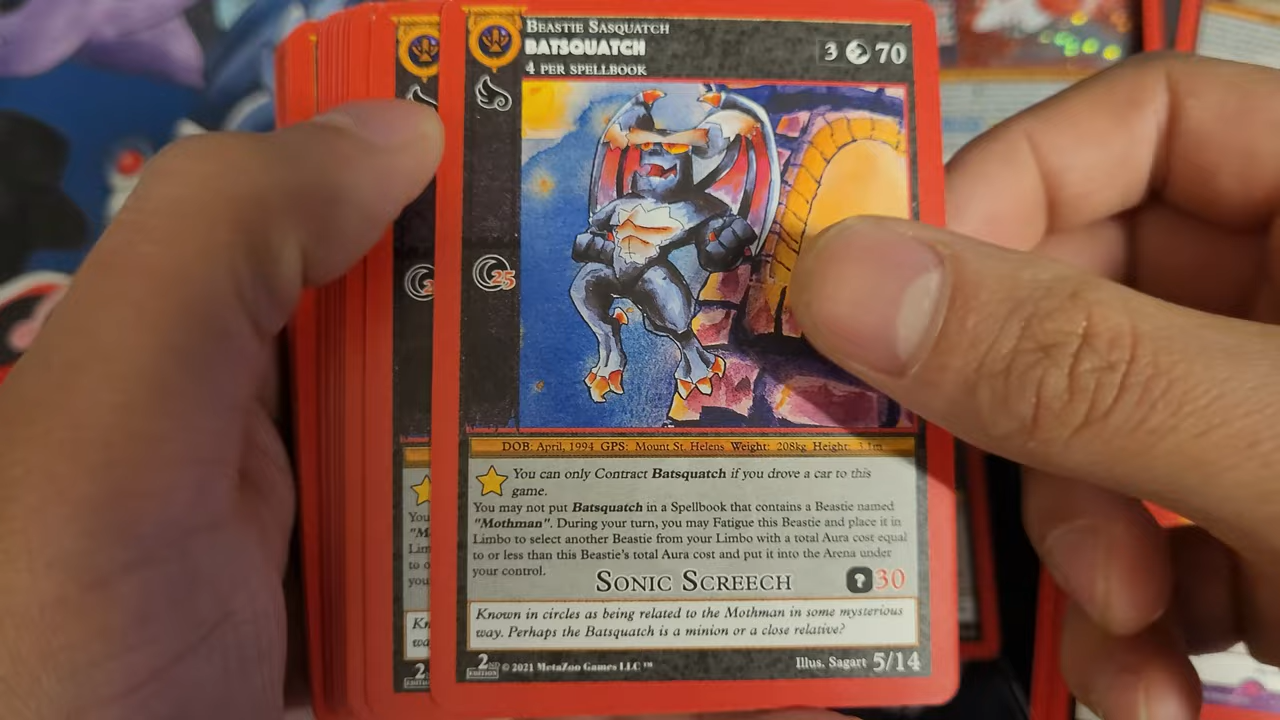 BEASTIE SASQUATCH
BATSQUATCH
3 70
4 PER SPELLBOOK
25
DOB: April, 1994 GPS: Mount St. Helens Weight: 208kg Height: 3.1m
You can only Contract Batsquatch if you drove a car to this
game.
You may not put Batsquatch in a Spellbook that contains a Beastie named
"Mothman". During your turn, you may Fatigue this Beastie and place it in
Limbo to select another Beastie from your Limbo with a total Aura cost equal
to or less than this Beastie's total Aura cost and put it into the Arena under
your control.
SONIC SCREECH 30
Known in circles as being related to the Mothman in some mysterious
way. Perhaps the Batsquatch is a minion or a close relative?
2ND EDITION © 2021 MetaZoo Games LLC ™ Illus. Sagart 5/14